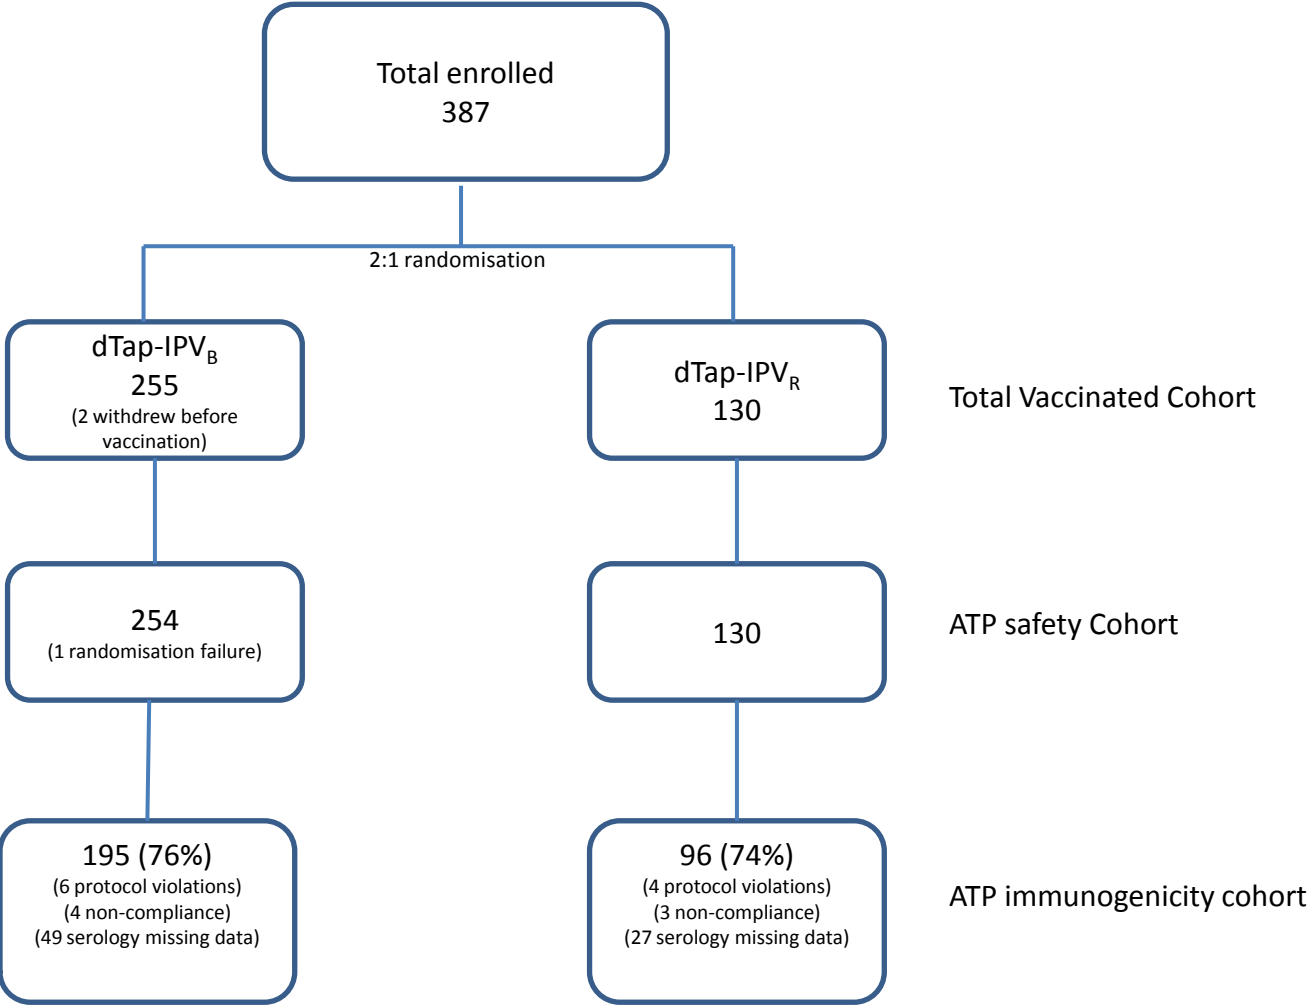 Total enrolled
387
2:1 randomisation
dTap-IPVB
255
(2 withdrew before
vaccination)
dTap-IPVR
130
Total Vaccinated Cohort
254
(1 randomisation failure)
130
ATP safety Cohort
195 (76%)
(6 protocol violations)
(4 non-compliance)
(49 serology missing data)
96 (74%)
(4 protocol violations)
(3 non-compliance)
(27 serology missing data)
ATP immunogenicity cohort